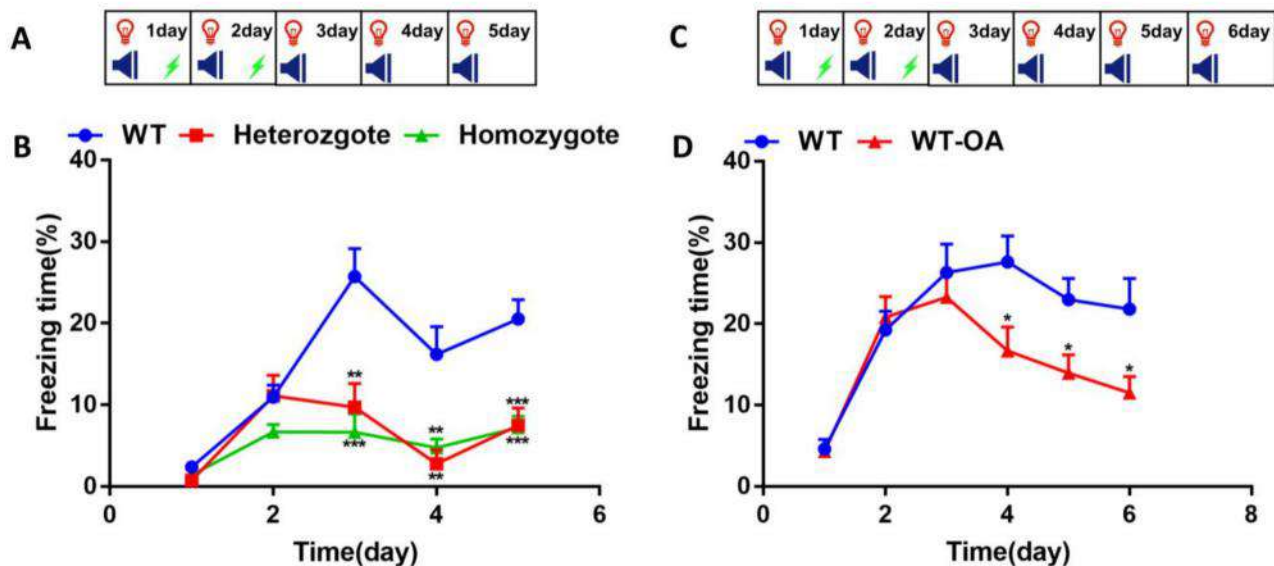 A
1day 2day 3day 4day 5day
C
1day 2day 3day 4day 5day 6day
B
WT Heterozgote Homozygote
40
30
20
10
0
Freezing time(%)
** *** ** ** *** ***
0 2 4 6
Time(day)
D
WT WT-OA
40
30
20
10
0
Freezing time(%)
* * *
0 2 4 6 8
Time(day)